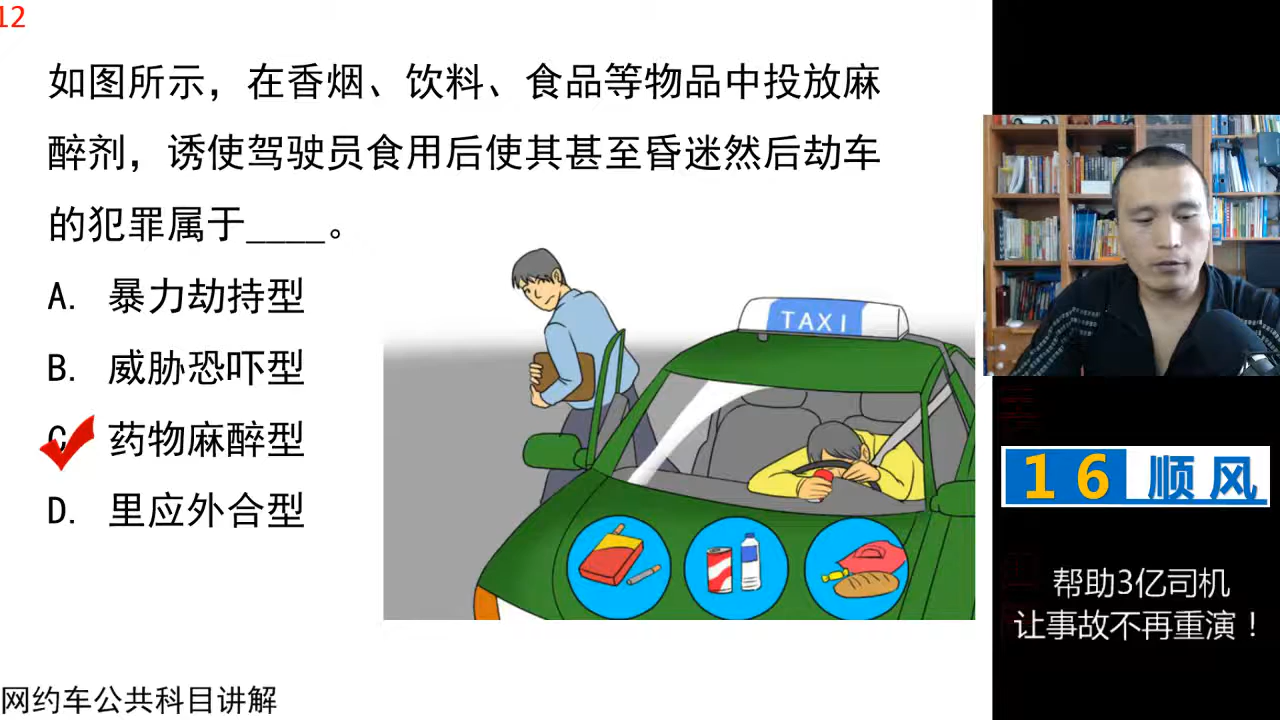 12
如图所示，在香烟、饮料、食品等物品中投放麻
醉剂，诱使驾驶员食用后使其甚至昏迷然后劫车
的犯罪属于____。
A. 暴力劫持型
B. 威胁恐吓型
C. 药物麻醉型
D. 里应外合型
TAXI
16顺风
帮助3亿司机
让事故不再重演！
网约车公共科目讲解